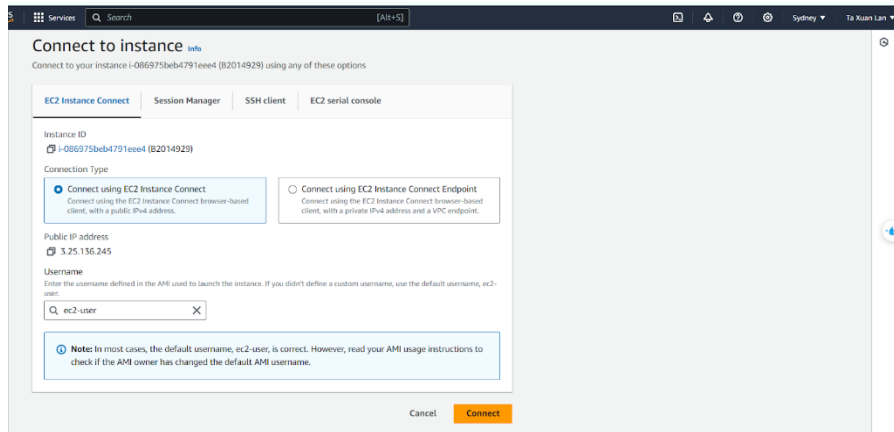 Services
Search
[Alt+S]
Sydney
Ta Xuan Lan
Connect to instance Info
Connect to your instance i-086975beb4791eee4 (B2014929) using any of these options
EC2 Instance Connect
Session Manager
SSH client
EC2 serial console
Instance ID
i-086975beb4791eee4 (B2014929)
Connection Type
Connect using EC2 Instance Connect
Connect using the EC2 Instance Connect browser-based
client, with a public IPv4 address.
Connect using EC2 Instance Connect Endpoint
Connect using the EC2 Instance Connect browser-based
client, with a private IPv4 address and a VPC endpoint.
Public IP address
3.25.136.245
Username
Enter the username defined in the AMI used to launch the instance. If you didn't define a custom username, use the default username, ec2-
user.
ec2-user
Note: In most cases, the default username, ec2-user, is correct. However, read your AMI usage instructions to
check if the AMI owner has changed the default AMI username.
Cancel
Connect